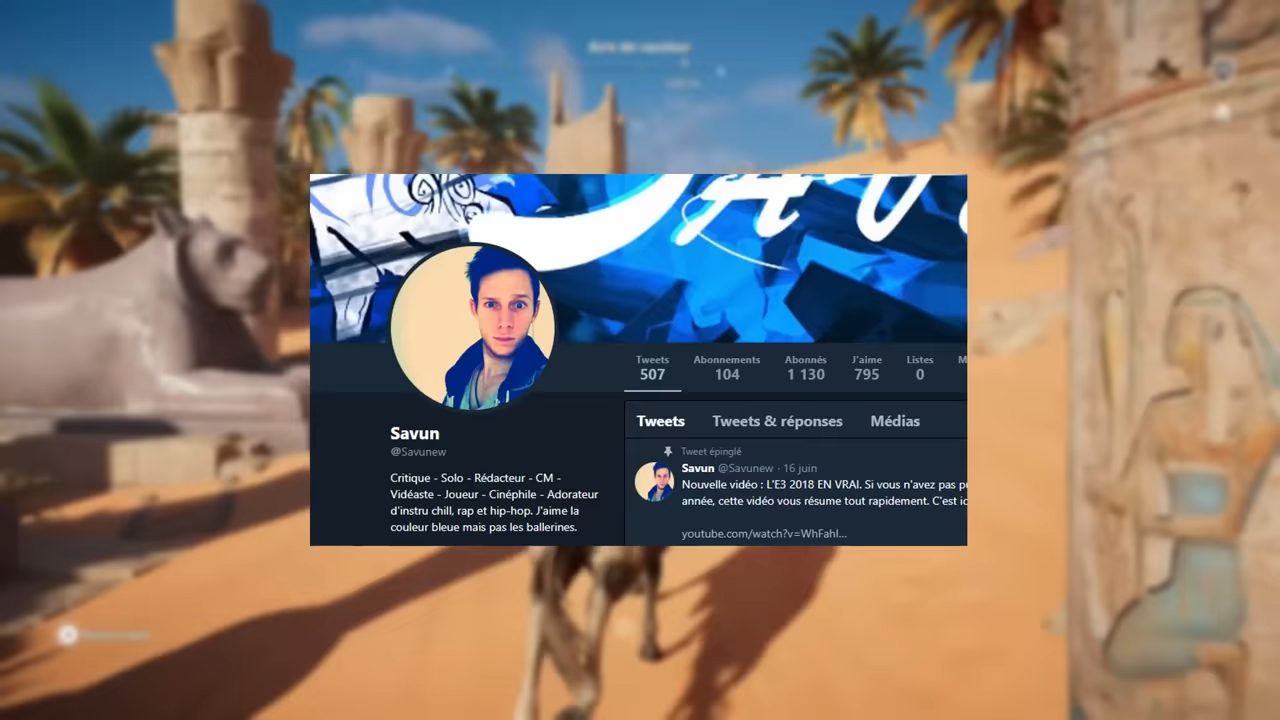 SAV
Tweets Abonnements Abonnés J'aime Listes M
507 104 1 130 795 0
Tweets Tweets & réponses Médias
Savun
@Savunew
Critique - Solo - Rédacteur - CM -
Vidéaste - Joueur - Cinéphile - Adorateur
d'instru chill, rap et hip-hop. J'aime la
couleur bleue mais pas les ballerines.
Tweet épinglé
Savun @Savunew · 16 juin
Nouvelle vidéo : L'E3 2018 EN VRAI. Si vous n'avez pas p
année, cette vidéo vous résume tout rapidement. C'est ic
youtube.com/watch?v=WhFahI...